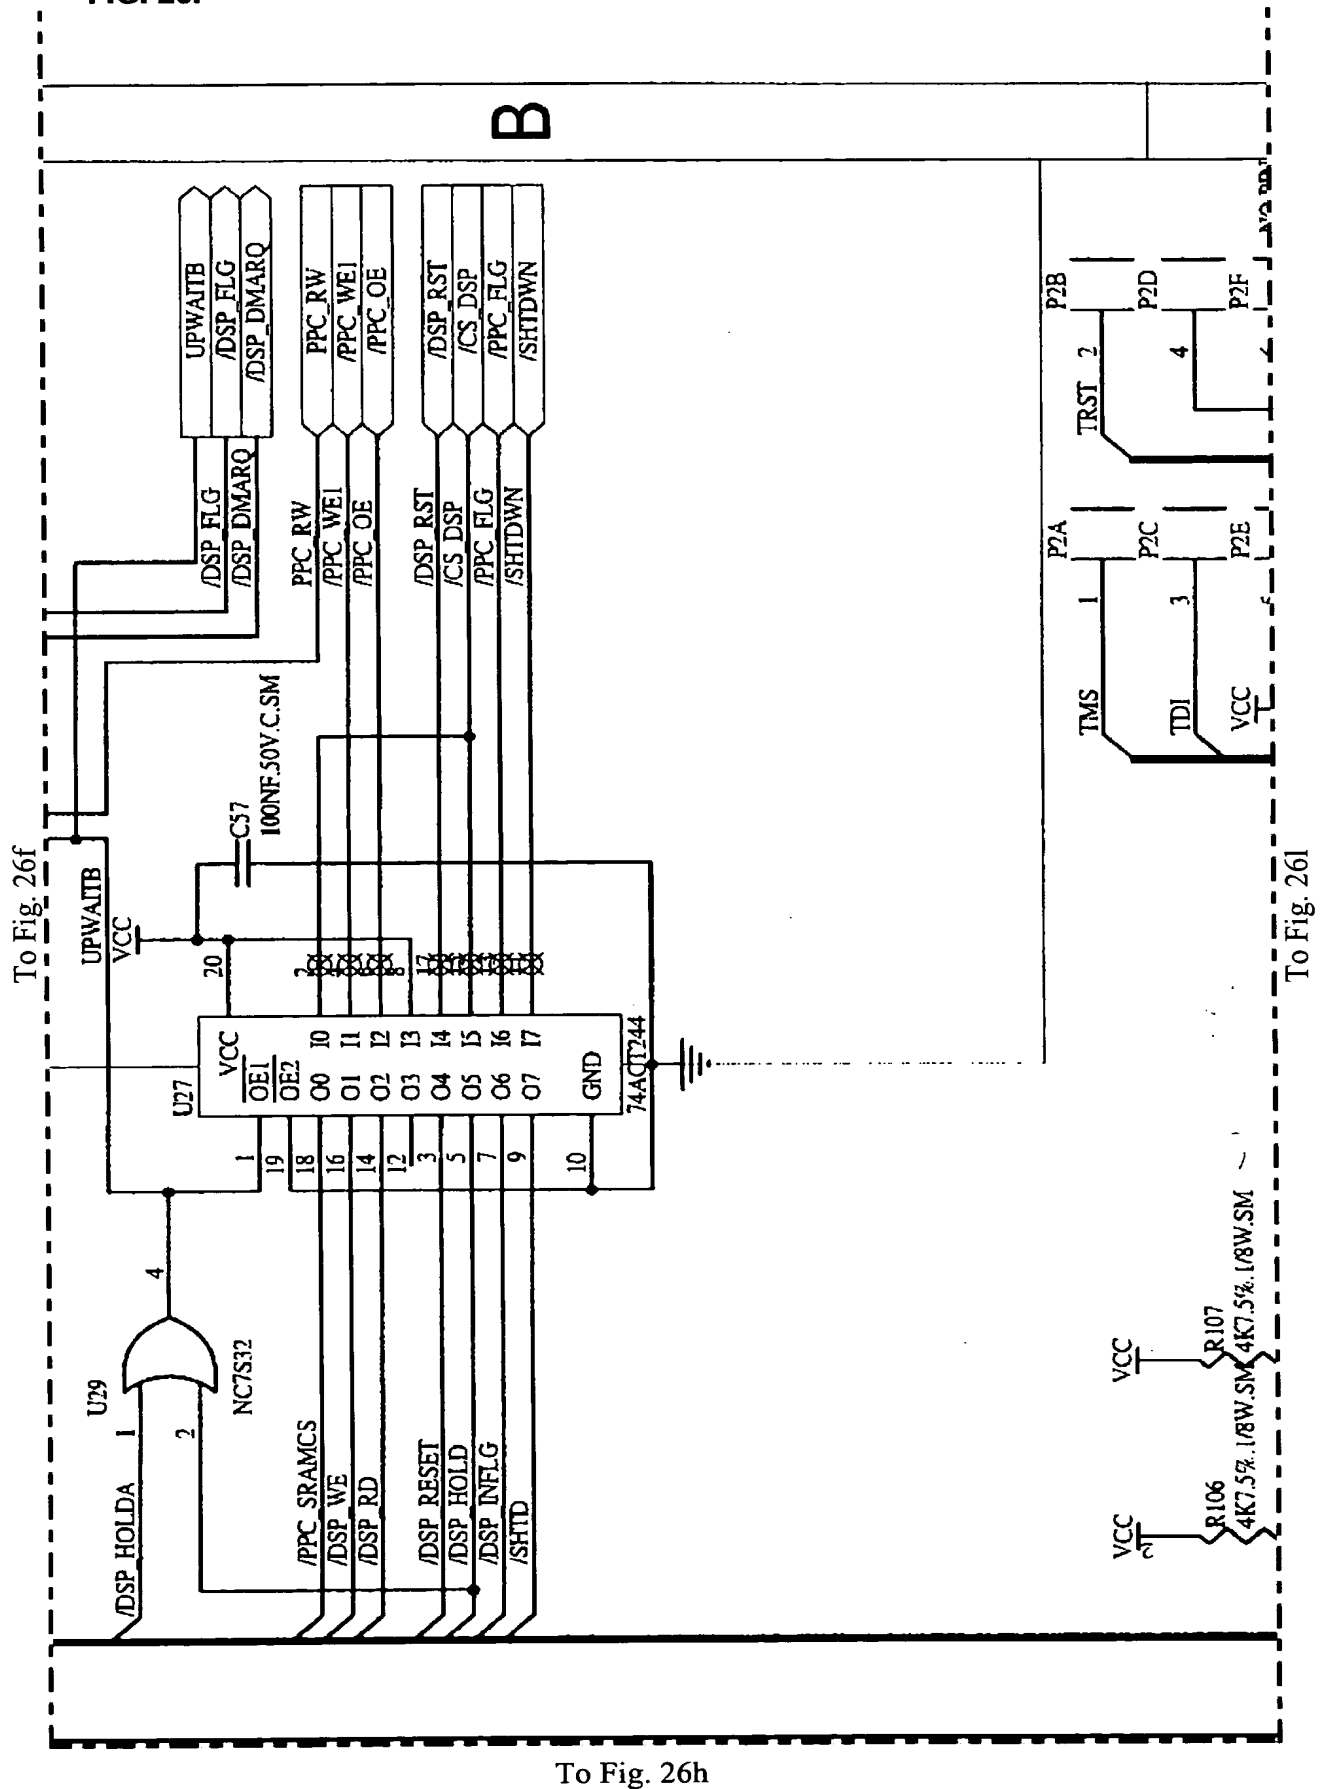 To Fig. 26f
To Fig. 26l
To Fig. 26h
B
UPWAITB
/DSP_FLG
/DSP_DMARQ
PPC_RW
/PPC_WE1
/PPC_OE
/DSP_RST
/CS_DSP
/PPC_FLG
/SHTDWN
/DSP_FLG
/DSP_DMARQ
PPC_RW
/PPC_WE1
/PPC_OE
/DSP_RST
/CS_DSP
/PPC_FLG
/SHTDWN
C57
100NF.50V.C.SM
UPWAITB
VCC
20
2
8
17
U27
VCC
OE1
OE2
O0 I0
O1 I1
O2 I2
O3 I3
O4 I4
O5 I5
O6 I6
O7 I7
GND
74ACT244
1
19
18
16
14
12
3
5
7
9
10
U29
1
2
4
NC7S32
/DSP_HOLDA
/PPC_SRAMCS
/DSP_WE
/DSP_RD
/DSP_RESET
/DSP_HOLD
/DSP_INFLG
/SHTD
P2B
P2D
P2F
TRST 2
4
P2A
P2C
P2E
TMS 1
TDI 3
VCC
VCC
R107
4K7.5%.1/8W.SM
VCC
R106
4K7.5%.1/8W.SM